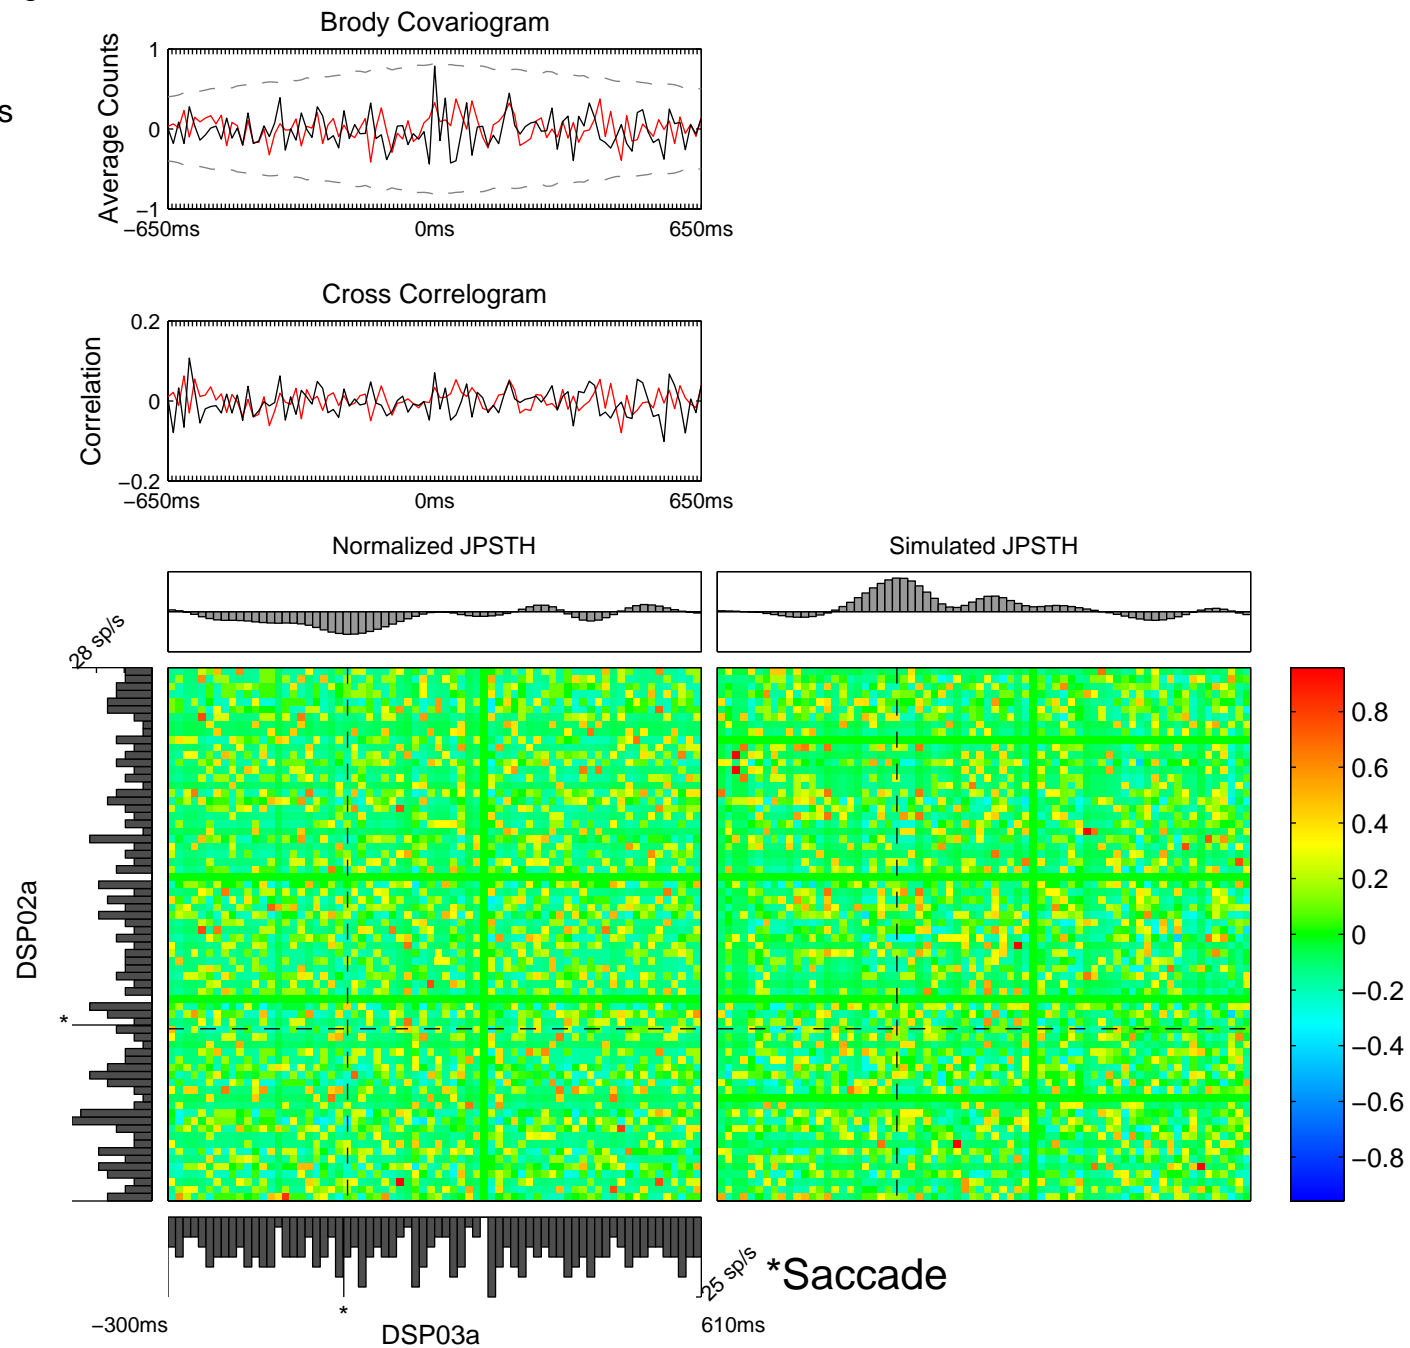 g
Brody Covariogram
s
Average Counts
1
0
−1
−650ms
0ms
650ms
Cross Correlogram
Correlation
0.2
0
−0.2
−650ms
0ms
650ms
Normalized JPSTH
Simulated JPSTH
28 sp/s
DSP02a
*
0.8
0.6
0.4
0.2
0
−0.2
−0.4
−0.6
−0.8
*
25 sp/s
*Saccade
−300ms
DSP03a
610ms